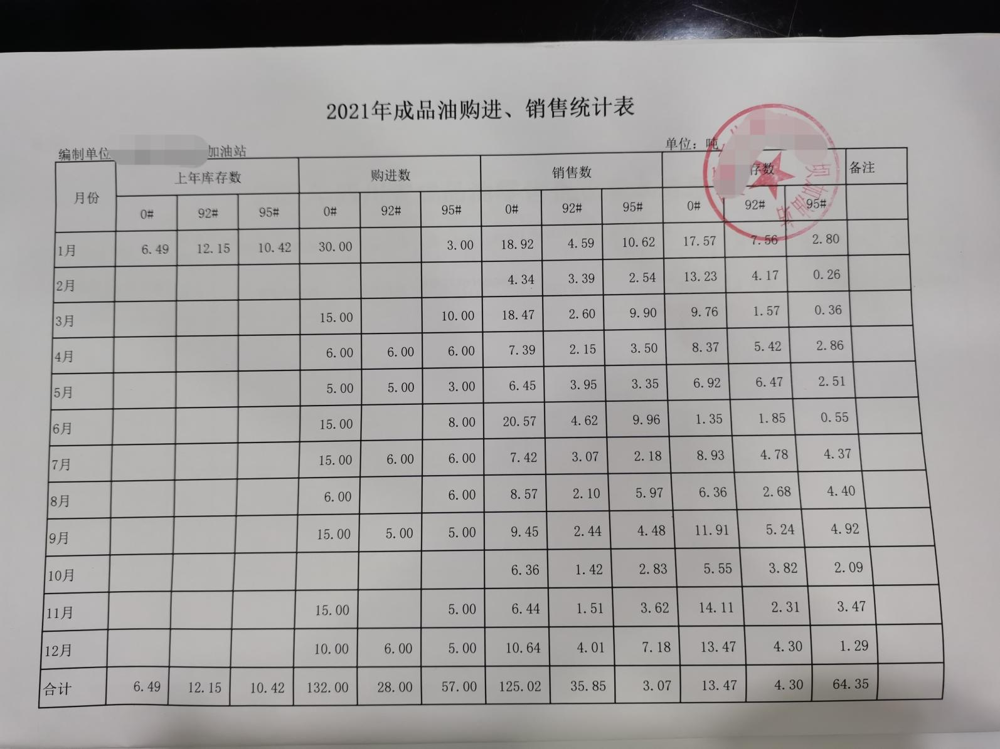 2021年成品油购进、销售统计表
编制单位 加油站 单位：吨
月份 上年库存数 购进数 销售数 存数 备注
0# 92# 95# 0# 92# 95# 0# 92# 95# 0# 92# 95#
1月 6.49 12.15 10.42 30.00 3.00 18.92 4.59 10.62 17.57 7.56 2.80
2月 4.34 3.39 2.54 13.23 4.17 0.26
3月 15.00 10.00 18.47 2.60 9.90 9.76 1.57 0.36
4月 6.00 6.00 6.00 7.39 2.15 3.50 8.37 5.42 2.86
5月 5.00 5.00 3.00 6.45 3.95 3.35 6.92 6.47 2.51
6月 15.00 8.00 20.57 4.62 9.96 1.35 1.85 0.55
7月 15.00 6.00 6.00 7.42 3.07 2.18 8.93 4.78 4.37
8月 6.00 6.00 8.57 2.10 5.97 6.36 2.68 4.40
9月 15.00 5.00 5.00 9.45 2.44 4.48 11.91 5.24 4.92
10月 6.36 1.42 2.83 5.55 3.82 2.09
11月 15.00 5.00 6.44 1.51 3.62 14.11 2.31 3.47
12月 10.00 6.00 5.00 10.64 4.01 7.18 13.47 4.30 1.29
合计 6.49 12.15 10.42 132.00 28.00 57.00 125.02 35.85 3.07 13.47 4.30 64.35
坝加油站